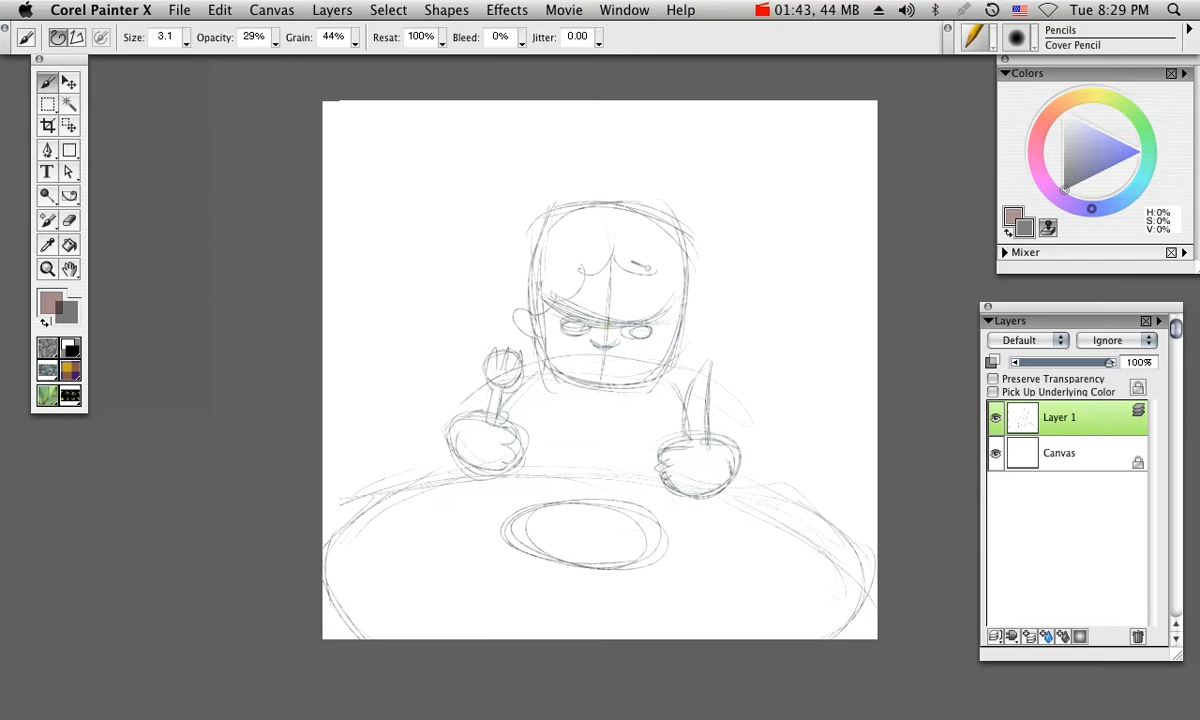 Corel Painter X File Edit Canvas Layers Select Shapes Effects Movie Window Help 01:43, 44 MB Tue 8:29 PM
Size: 3.1 Opacity: 29% Grain: 44% Resat: 100% Bleed: 0% Jitter: 0.00
Pencils
Cover Pencil
Colors
H:0%
S:0%
V:0%
Mixer
Layers
Default Ignore
100%
Preserve Transparency
Pick Up Underlying Color
Layer 1
Canvas
T